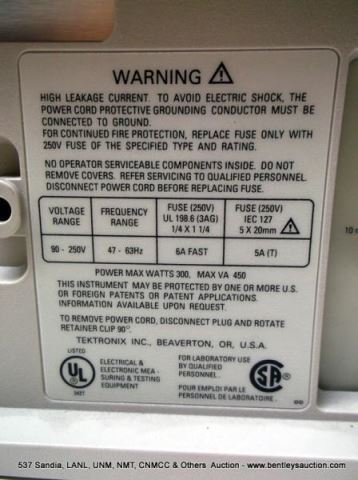 WARNING
HIGH LEAKAGE CURRENT. TO AVOID ELECTRIC SHOCK, THE
POWER CORD PROTECTIVE GROUNDING CONDUCTOR MUST BE
CONNECTED TO GROUND.
FOR CONTINUED FIRE PROTECTION, REPLACE FUSE ONLY WITH
250V FUSE OF THE SPECIFIED TYPE AND RATING.
NO OPERATOR SERVICEABLE COMPONENTS INSIDE. DO NOT
REMOVE COVERS. REFER SERVICING TO QUALIFIED PERSONNEL.
DISCONNECT POWER CORD BEFORE REPLACING FUSE.
VOLTAGE RANGE
FREQUENCY RANGE
FUSE (250V) UL 198.6 (3AG) 1/4 X 1 1/4
FUSE (250V) IEC 127 5 X 20mm
90 - 250V
47 - 63Hz
6A FAST
5A (T)
POWER MAX WATTS 300, MAX VA 450
THIS INSTRUMENT MAY BE PROTECTED BY ONE OR MORE U.S.
OR FOREIGN PATENTS OR PATENT APPLICATIONS.
INFORMATION AVAILABLE UPON REQUEST.
TO REMOVE POWER CORD, DISCONNECT PLUG AND ROTATE
RETAINER CLIP 90°.
TEKTRONIX INC., BEAVERTON, OR, U.S.A.
LISTED
UL
ELECTRICAL &
ELECTRONIC MEA -
SURING & TESTING
EQUIPMENT
FOR LABORATORY USE
BY QUALIFIED
PERSONNEL.
POUR EMPLOI PAR LE
PERSONNEL DE LABORATOIRE.
SA
10
537 Sandia, LANL, UNM, NMT, CNMCC & Others Auction - www.bentleysauction.com